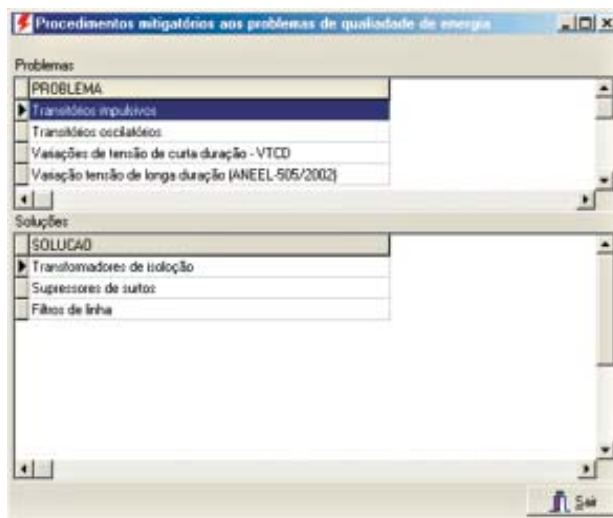 Procedimentos mitigatórios aos problemas de qualiadade de energia
Problemas
PROBLEMA
Transitórios impulsivos
Transitórios oscilatórios
Variações de tensão de curta duração - VTCD
Variação tensão de longa duração (ANEEL-505/2002)
Soluções
SOLUCAO
Transformadores de isoloção
Supressores de surtos
Filtros de linha
Sair